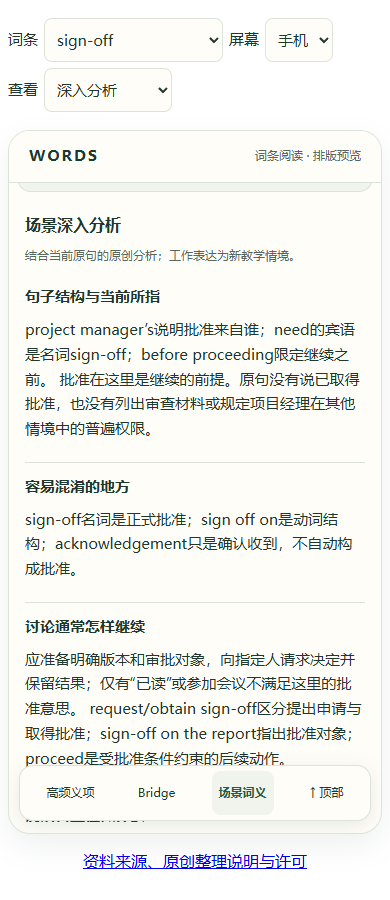 词条 sign-off 屏幕 手机
查看 深入分析
WORDS 词条阅读 · 排版预览
场景深入分析
结合当前原句的原创分析；工作表达为新教学情境。
句子结构与当前所指
project manager’s说明批准来自谁；need的宾语
是名词sign-off；before proceeding限定继续之
前。 批准在这里是继续的前提。原句没有说已取得
批准，也没有列出审查材料或规定项目经理在其他
情境中的普遍权限。
容易混淆的地方
sign-off名词是正式批准；sign off on是动词结
构；acknowledgement只是确认收到，不自动构
成批准。
讨论通常怎样继续
应准备明确版本和审批对象，向指定人请求决定并
保留结果；仅有“已读”或参加会议不满足这里的批
准意思。 request/obtain sign-off区分提出申请与
取得批准；sign-off on the report指出批准对象；
proceed是受批准条件约束的后续动作。
高频义项 Bridge 场景词义 ↑ 顶部
资料来源、原创整理说明与许可